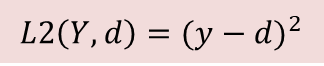 L2(Y, d) = (y − d)²